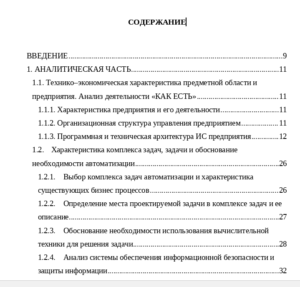 СОДЕРЖАНИЕ
ВВЕДЕНИЕ........................................................................................................9
1. АНАЛИТИЧЕСКАЯ ЧАСТЬ........................................................................11
1.1. Технико–экономическая характеристика предметной области и
предприятия. Анализ деятельности «КАК ЕСТЬ».......................................11
1.1.1. Характеристика предприятия и его деятельности..............................11
1.1.2. Организационная структура управления предприятием...................11
1.1.3. Программная и техническая архитектура ИС предприятия..............12
1.2. Характеристика комплекса задач, задачи и обоснование
необходимости автоматизации......................................................................26
1.2.1. Выбор комплекса задач автоматизации и характеристика
существующих бизнес процессов.................................................................26
1.2.2. Определение места проектируемой задачи в комплексе задач и ее
описание..........................................................................................................27
1.2.3. Обоснование необходимости использования вычислительной
техники для решения задачи..........................................................................28
1.2.4. Анализ системы обеспечения информационной безопасности и
защиты информации.......................................................................................32